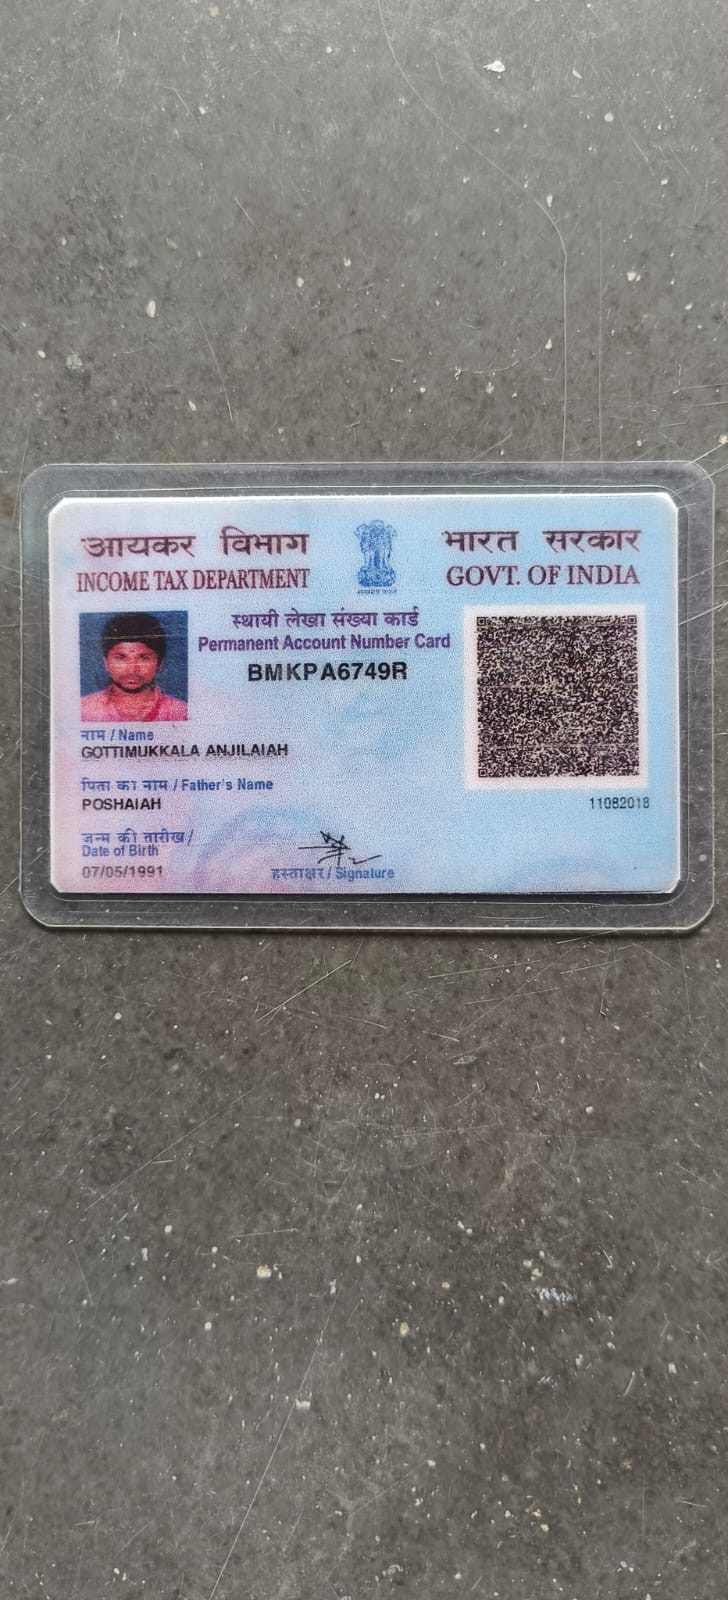 आयकर विभाग
INCOME TAX DEPARTMENT
भारत सरकार
GOVT. OF INDIA
स्थायी लेखा संख्या कार्ड
Permanent Account Number Card
BMKPA6749R
नाम / Name
GOTTIMUKKALA ANJILAIAH
पिता का नाम / Father's Name
POSHAIAH
11082018
जन्म की तारीख /
Date of Birth
07/05/1991
हस्ताक्षर / Signature